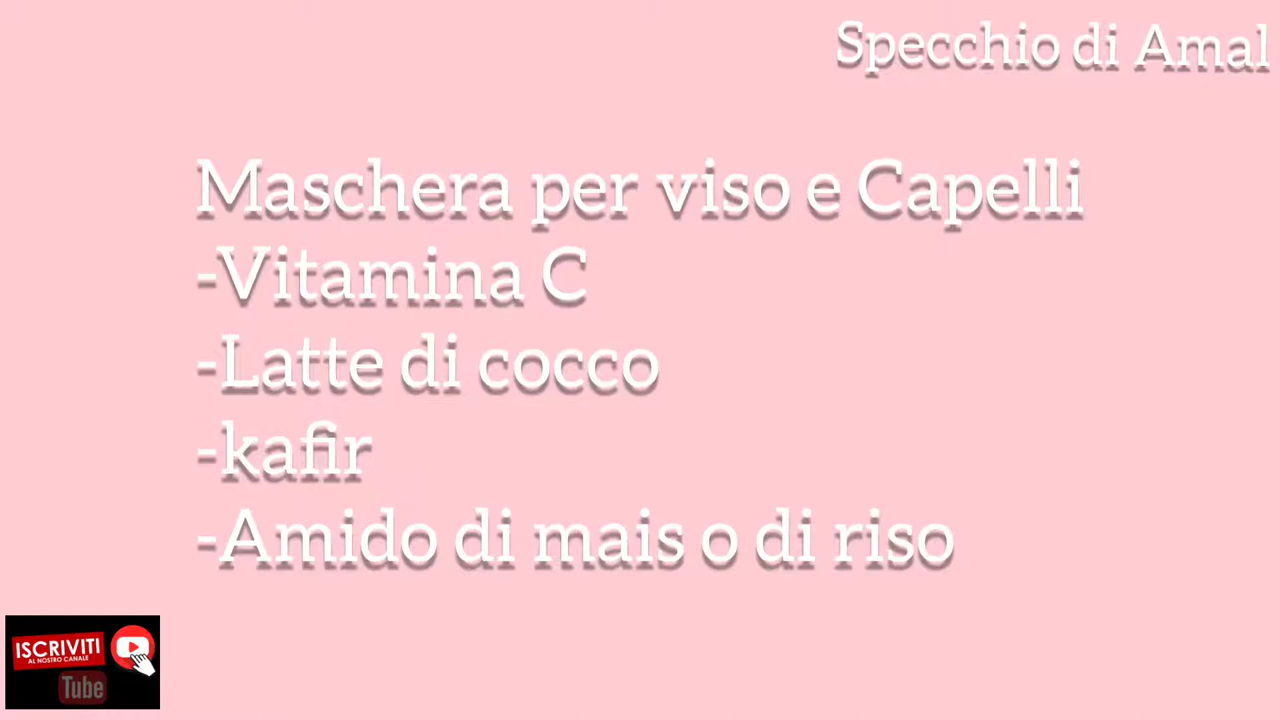 Specchio di Amal
Maschera per viso e Capelli
-Vitamina C
-Latte di cocco
-kafir
-Amido di mais o di riso
ISCRIVITI
AL NOSTRO CANALE
Tube